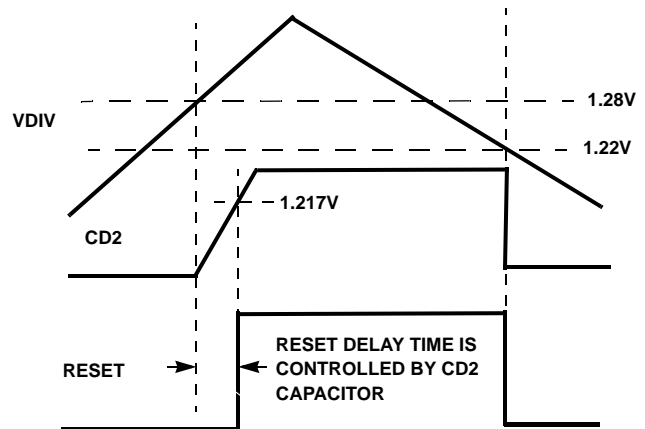 1.28V
VDIV
1.22V
1.217V
CD2
RESET DELAY TIME IS
RESET
CONTROLLED BY CD2
CAPACITOR